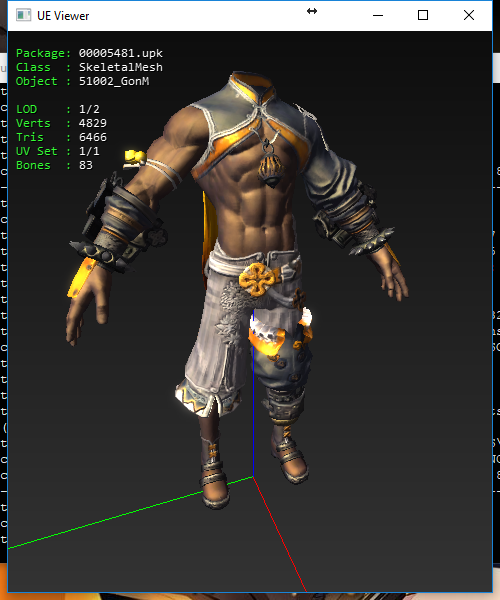 UE Viewer
Package: 00005481.upk
Class : SkeletalMesh
Object : 51002_GonM
LOD : 1/2
Verts : 4829
Tris : 6466
UV Set : 1/1
Bones : 83